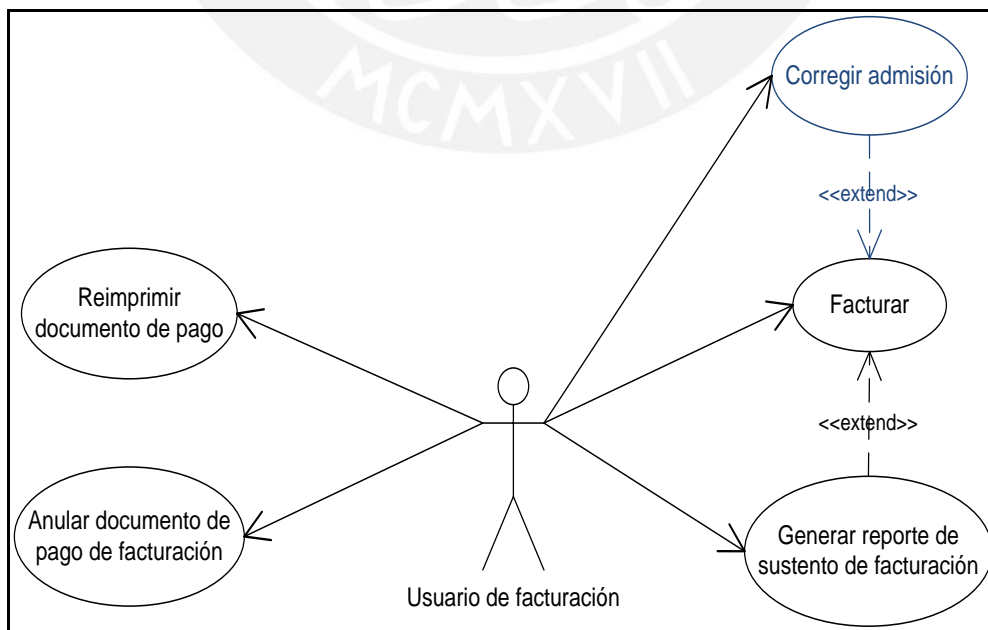 MCMXVII
Corregir admisión
<<extend>>
Reimprimir
documento de pago
Facturar
<<extend>>
Anular documento de
pago de facturación
Generar reporte de
sustento de facturación
Usuario de facturación